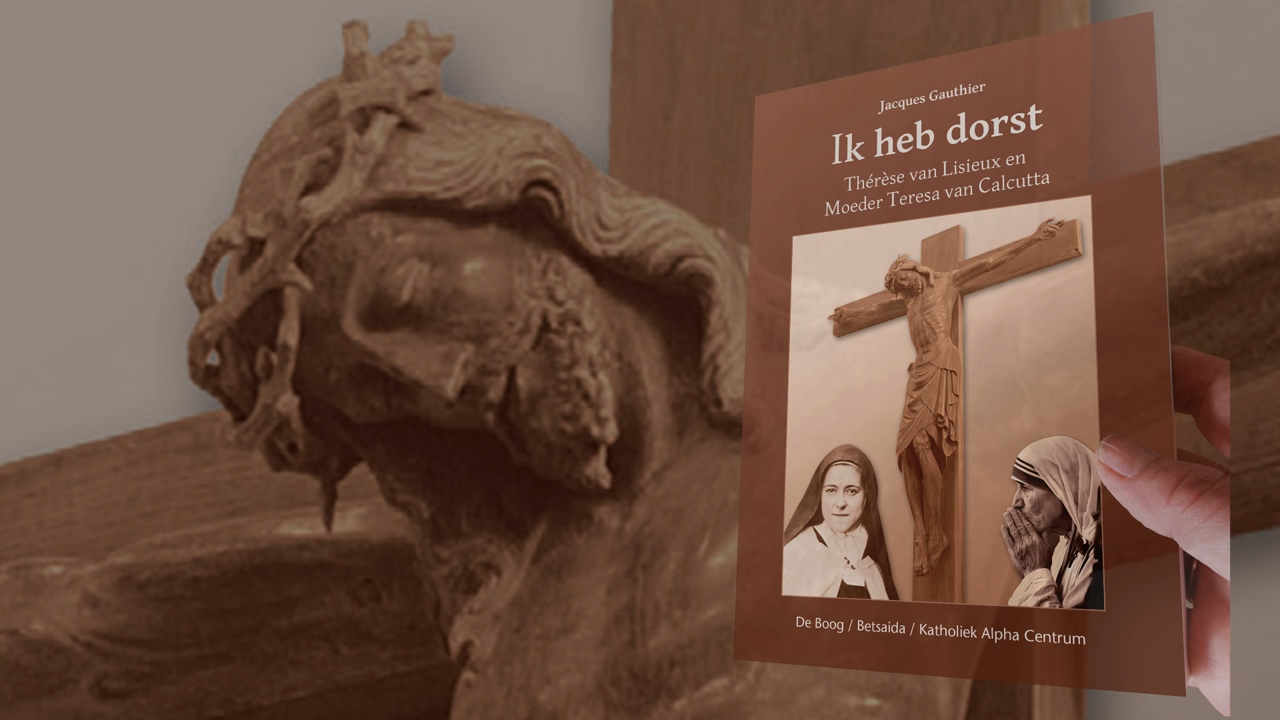 Jacques Gauthier
Ik heb dorst
Thérèse van Lisieux en
Moeder Teresa van Calcutta
De Boog / Betsaida / Katholiek Alpha Centrum